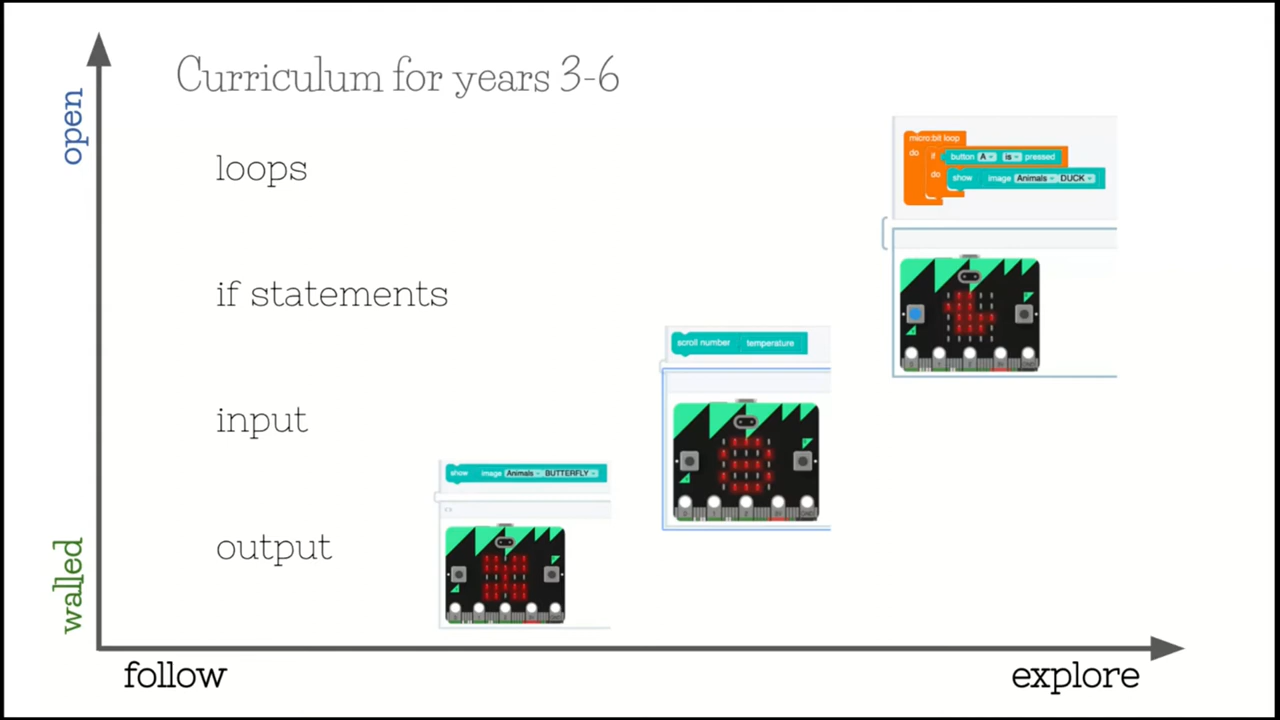 Curriculum for years 3-6
open
loops
micro:bit loop
do if button A is pressed
do show image Animals DUCK
if statements
scroll number temperature
input
show image Animals BUTTERFLY
<>
output
walled
follow
explore